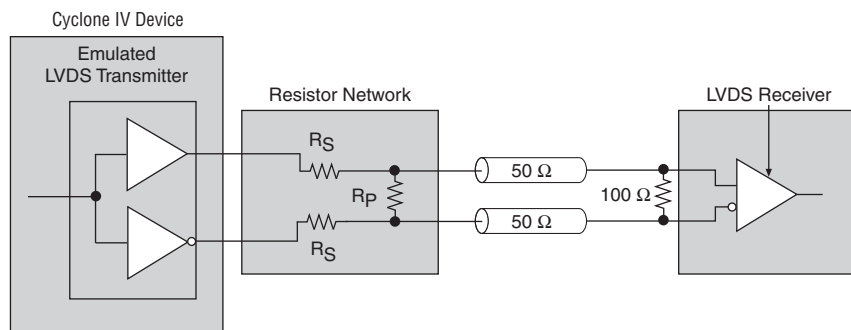 Cyclone IV Device
Emulated
LVDS Transmitter
Resistor Network
LVDS Receiver
RS
50 Ω
RP
100 Ω
50 Ω
RS